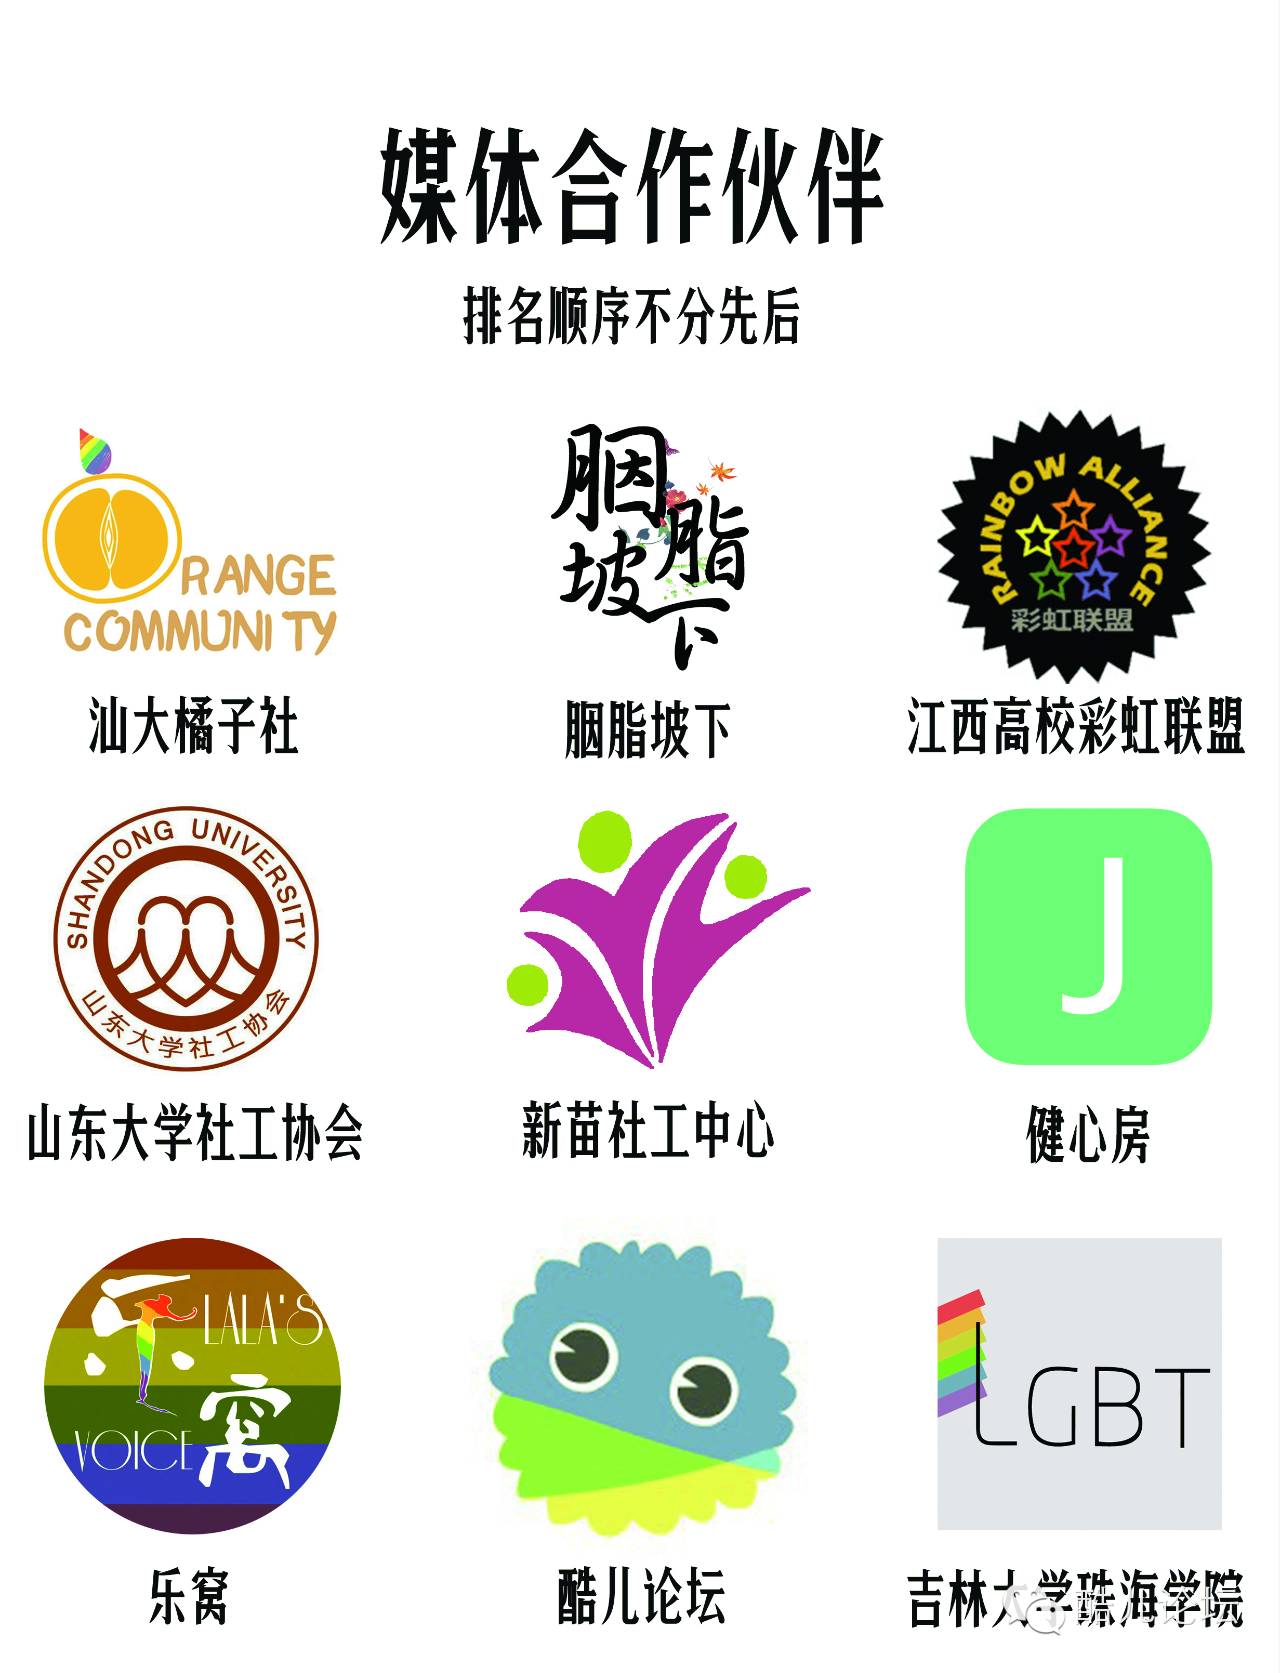 媒体合作伙伴
排名顺序不分先后
ORANGE
COMMUNITY
汕大橘子社
胭脂坡下
胭脂坡下
RAINBOW ALLIANCE
彩虹联盟
江西高校彩虹联盟
SHANDONG UNIVERSITY
山东大学社工协会
山东大学社工协会
新苗社工中心
J
健心房
乐窝
LALA'S
VOICE
乐窝
酷儿论坛
LGBT
吉林大学珠海学院
酷儿论坛